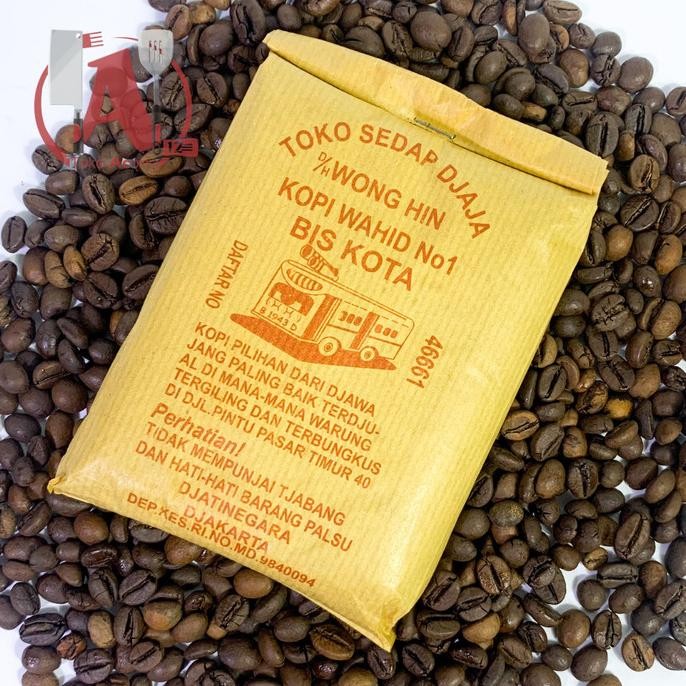 TOKO SEDAP DJAJA
D/H WONG HIN
KOPI WAHID No1
BIS KOTA
DAFTAR NO
46661
B 1943 D
KOPI PILIHAN DARI DJAWA
JANG PALING BAIK TERDJU-
AL DI MANA-MANA WARUNG
TERGILING DAN TERBUNGKUS
DI DJL.PINTU PASAR TIMUR 40
Perhatian!
TIDAK MEMPUNJAI TJABANG
DAN HATI-HATI BARANG PALSU
DJATINEGARA
DJAKARTA
DEP.KES.RI.NO.MD.9840094
A